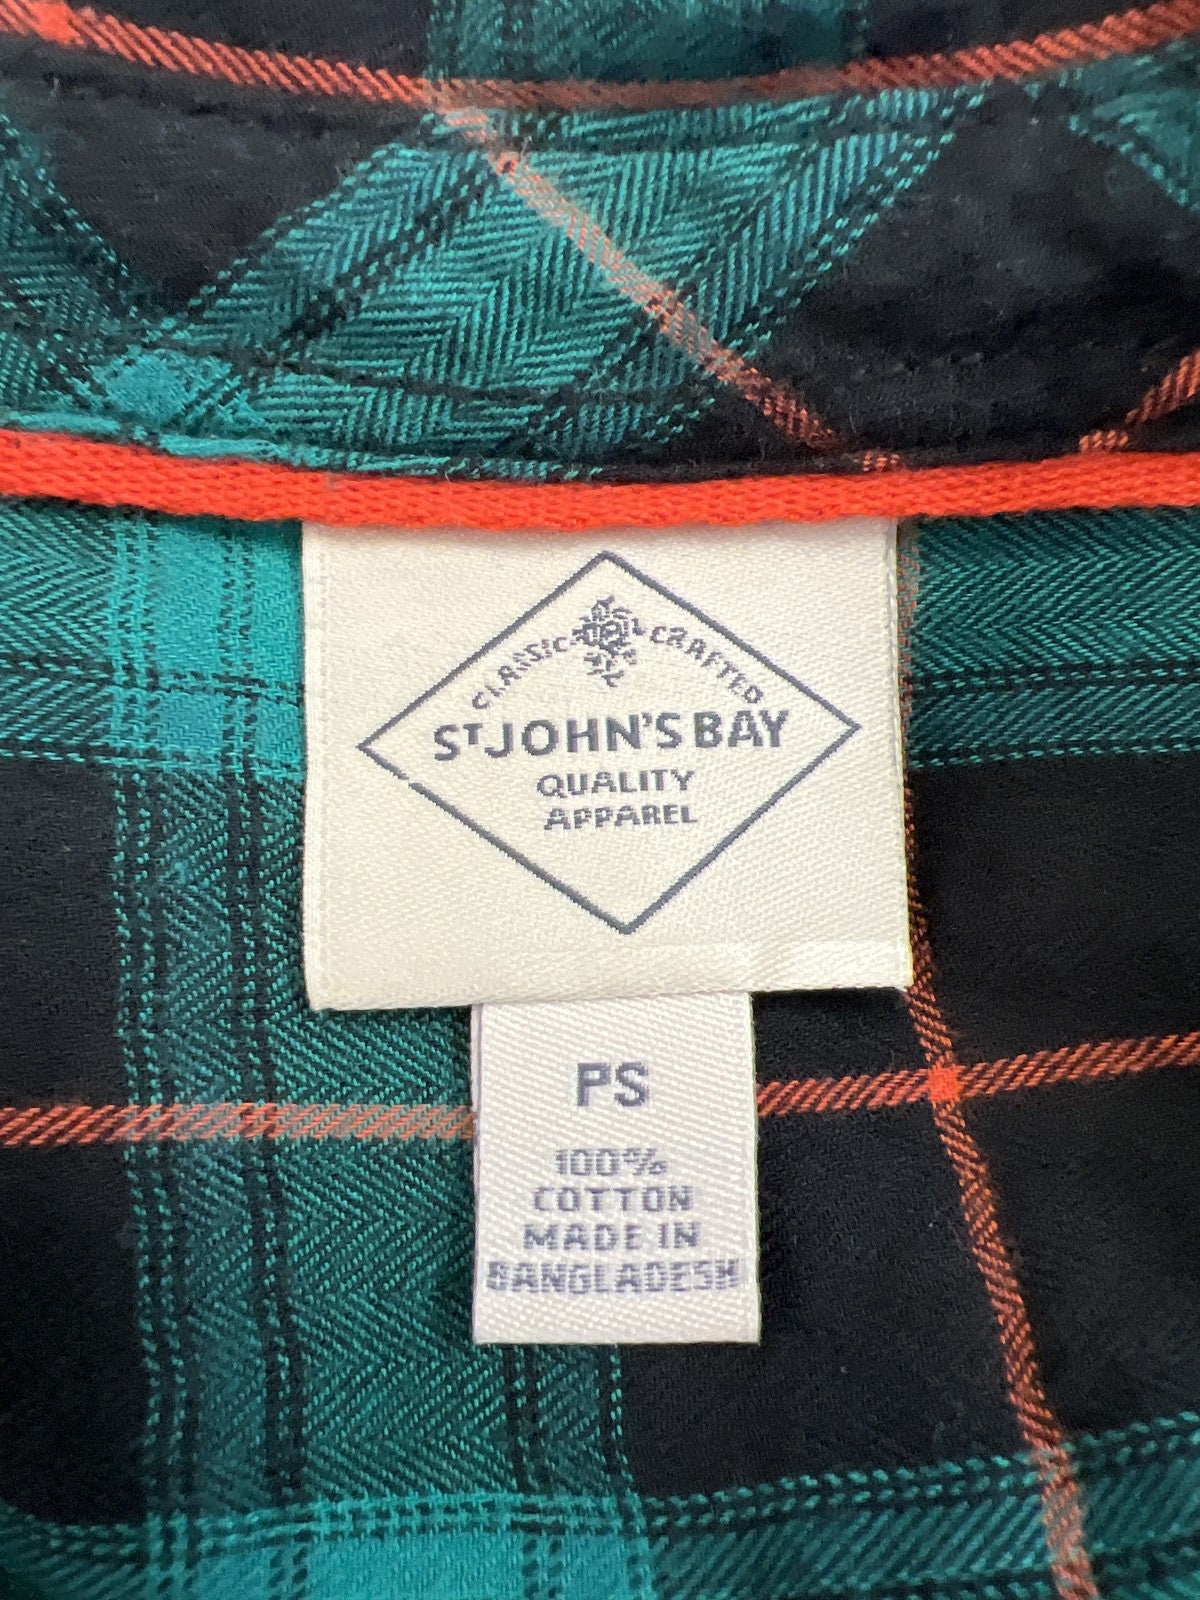 CLASSIC CRAFTED
ST JOHN'S BAY
QUALITY
APPAREL
PS
100%
COTTON
MADE IN
BANGLADESH